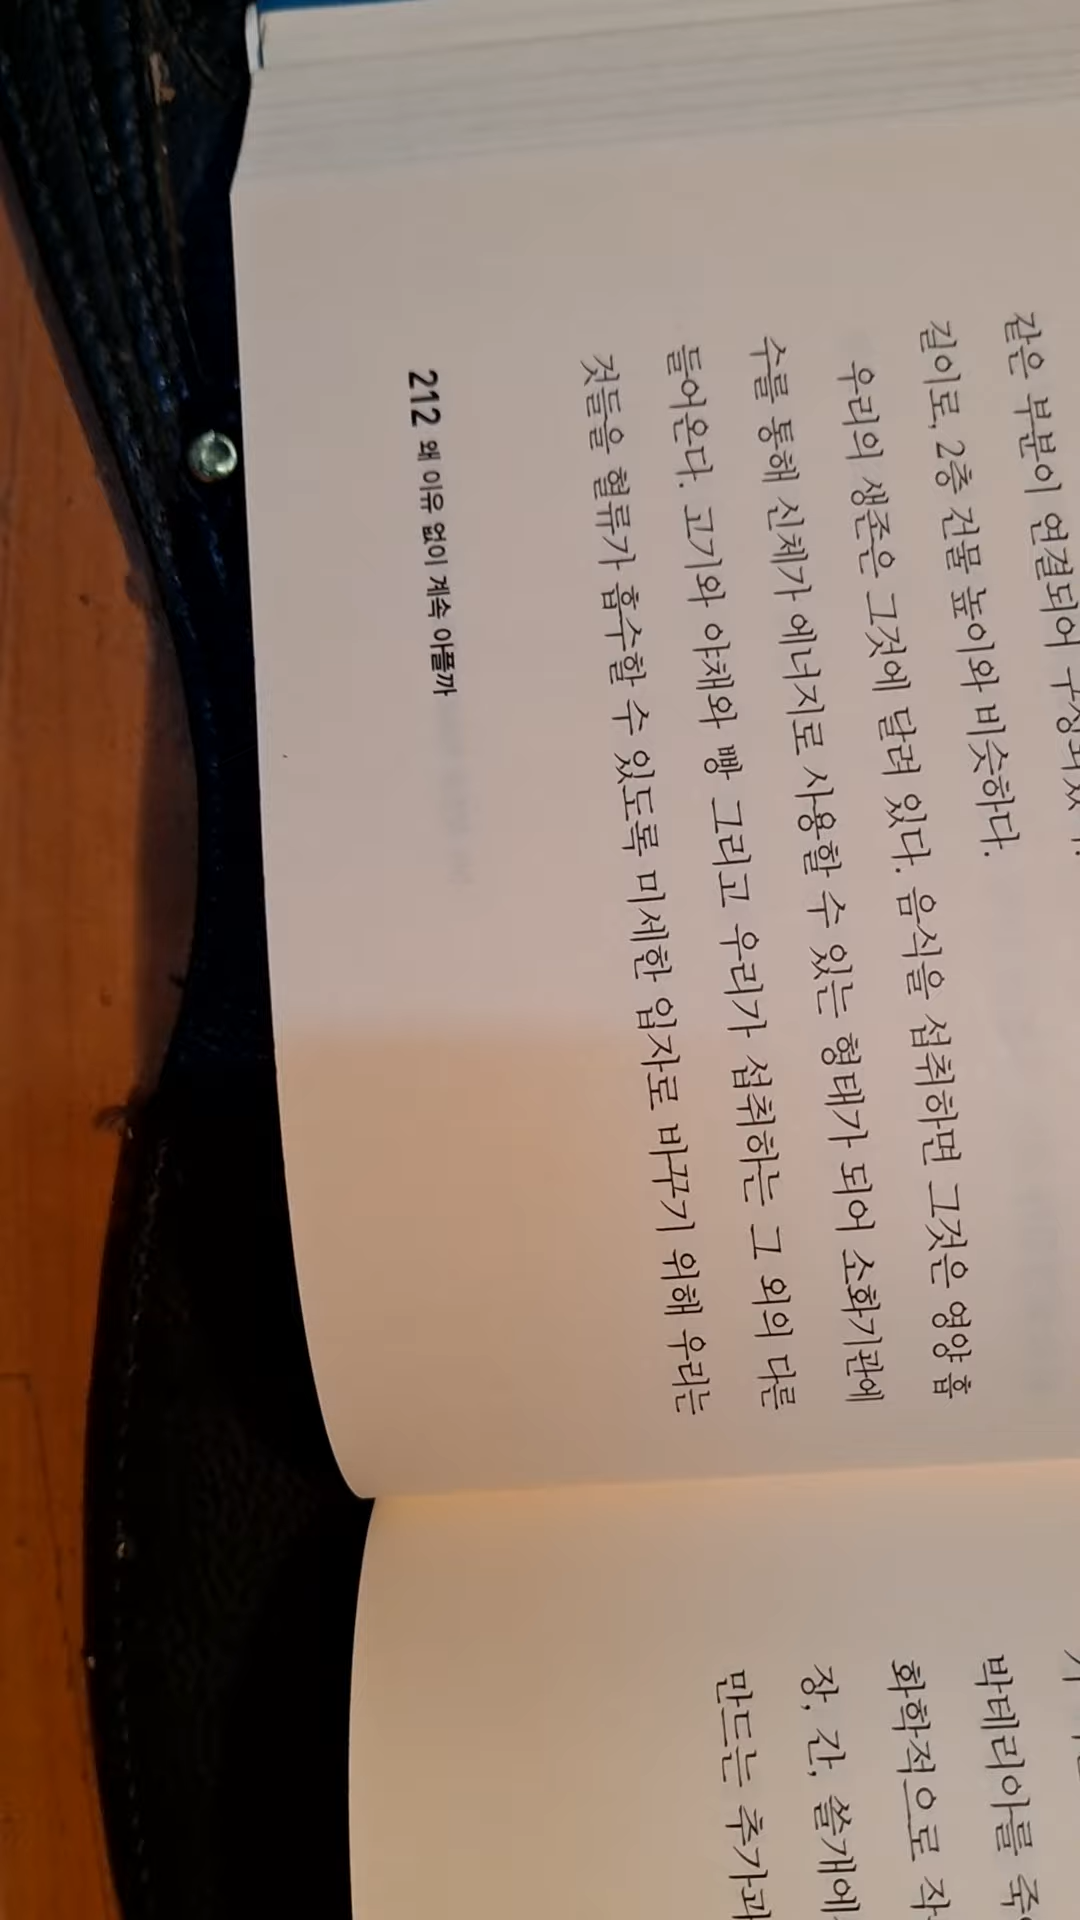 같은 부분이 연결되어
길이로, 2층 건물 높이와 비슷하다.
우리의 생존은 그것에 달려 있다. 음식을 섭취하면 그것은 영양 흡
수를 통해 신체가 에너지로 사용할 수 있는 형태가 되어 소화기관에
들어온다. 고기와 야채와 빵 그리고 우리가 섭취하는 그 외의 다른
것들을 혈류가 흡수할 수 있도록 미세한 입자로 바꾸기 위해 우리는
212 왜 이유 없이 계속 아플까
박테리아를
화학적으로
장, 간, 쓸개에
만드는